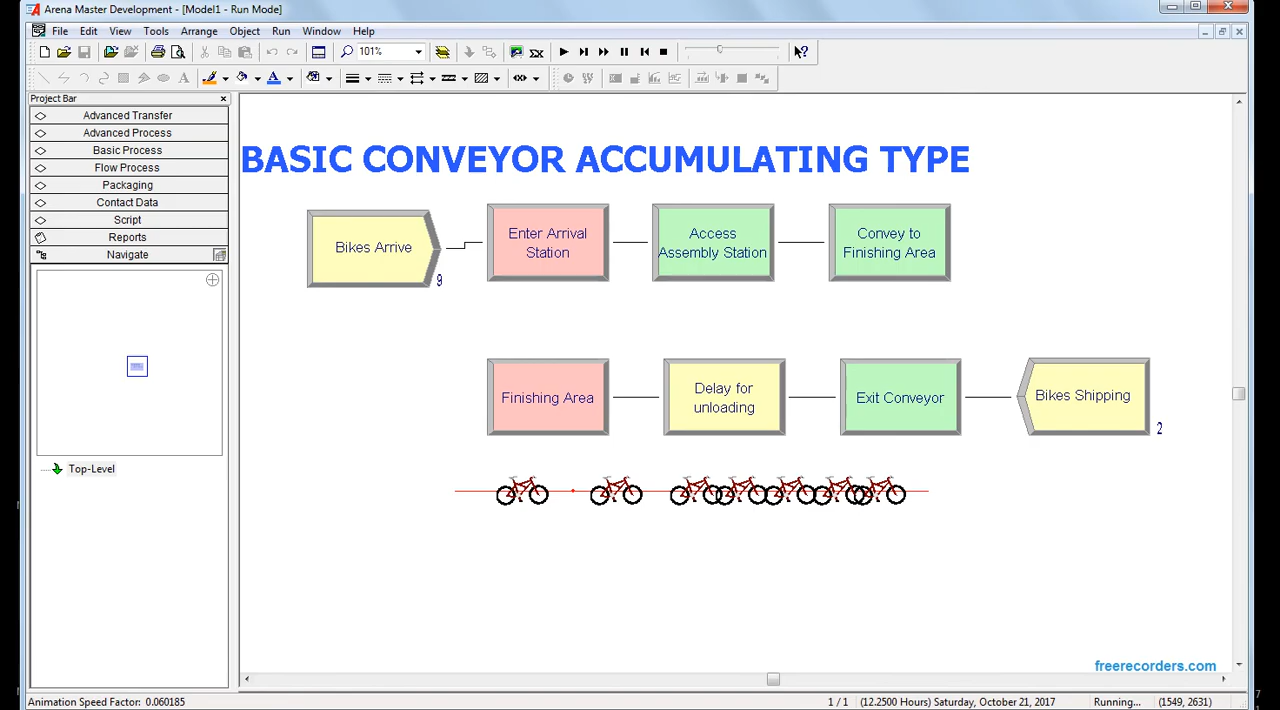 Arena Master Development - [Model1 - Run Mode]
File Edit View Tools Arrange Object Run Window Help
101%
Project Bar
Advanced Transfer
Advanced Process
Basic Process
Flow Process
Packaging
Contact Data
Script
Reports
Navigate
Top-Level
BASIC CONVEYOR ACCUMULATING TYPE
Bikes Arrive
9
Enter Arrival
Station
Access
Assembly Station
Convey to
Finishing Area
Finishing Area
Delay for
unloading
Exit Conveyor
Bikes Shipping
2
freerecorders.com
Animation Speed Factor: 0.060185
1 / 1
(12.2500 Hours) Saturday, October 21, 2017
Running...
(1549, 2631)